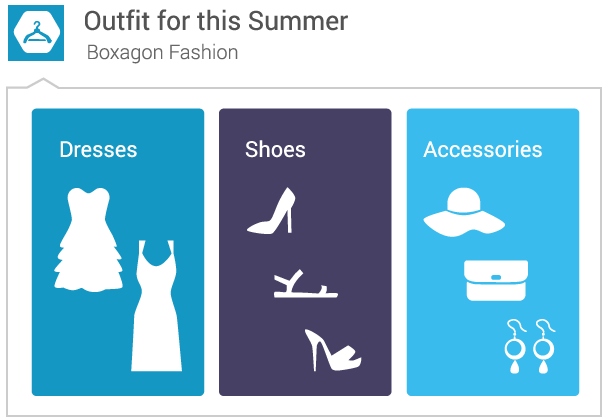 Outfit for this Summer
Boxagon Fashion
Dresses
Shoes
Accessories